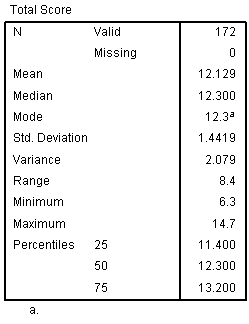 Total Score
N Valid 172
Missing 0
Mean 12.129
Median 12.300
Mode 12.3a
Std. Deviation 1.4419
Variance 2.079
Range 8.4
Minimum 6.3
Maximum 14.7
Percentiles 25 11.400
50 12.300
75 13.200
a.